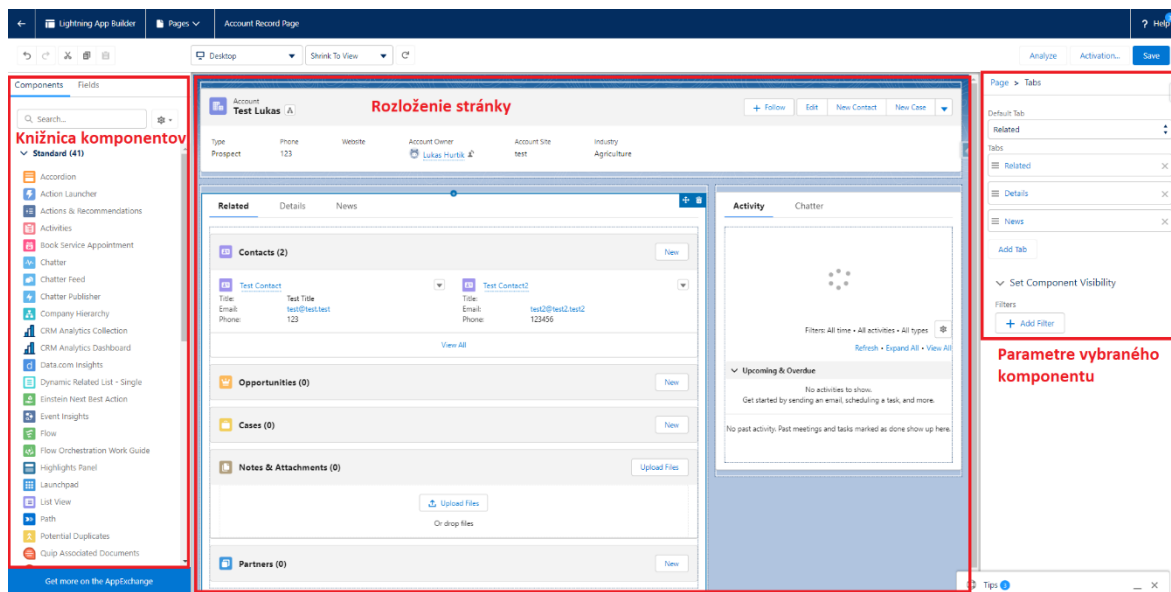 Lightning App Builder
Pages
Account Record Page
? Help
Desktop
Shrink To View
Analyze
Activation...
Save
Components
Fields
Search...
Knižnica komponentov
Standard (41)
Accordion
Action Launcher
Actions & Recommendations
Activities
Book Service Appointment
Chatter
Chatter Feed
Chatter Publisher
Company Hierarchy
CRM Analytics Collection
CRM Analytics Dashboard
Data.com Insights
Dynamic Related List - Single
Einstein Next Best Action
Event Insights
Flow
Flow Orchestration Work Guide
Highlights Panel
Launchpad
List View
Path
Potential Duplicates
Quip Associated Documents
Get more on the AppExchange
Account
Test Lukas
Rozloženie stránky
+ Follow
Edit
New Contact
New Case
Type
Phone
Website
Account Owner
Account Site
Industry
Prospect
123
Lukas Hurtik
test
Agriculture
Related
Details
News
Contacts (2)
New
Test Contact
Title:
Test Title
Email:
test@test.test
Phone:
123
Test Contact2
Title:
Email:
test2@test2.test2
Phone:
123456
View All
Opportunities (0)
New
Cases (0)
New
Notes & Attachments (0)
Upload Files
Upload Files
Or drop files
Partners (0)
New
Activity
Chatter
Filters: All time • All activities • All types
Refresh • Expand All • View All
Upcoming & Overdue
No activities to show.
Get started by sending an email, scheduling a task, and more.
No past activity. Past meetings and tasks marked as done show up here.
Page > Tabs
Default Tab
Related
Tabs
Related
Details
News
Add Tab
Set Component Visibility
Filters
+ Add Filter
Parametre vybraného
komponentu
Tips